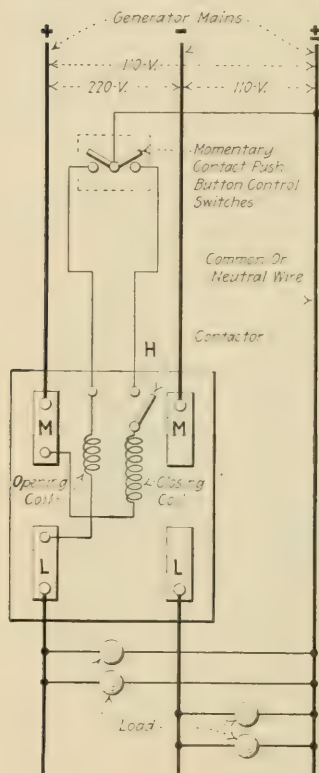 Generator Mains
+ - ±
110-V.
220-V. 110-V.
Momentary
Contact Push
Button Control
Switches
Common Or
Neutral Wire
H
Contactor
M M
Opening
Coil
Closing
Coil
L L
Load